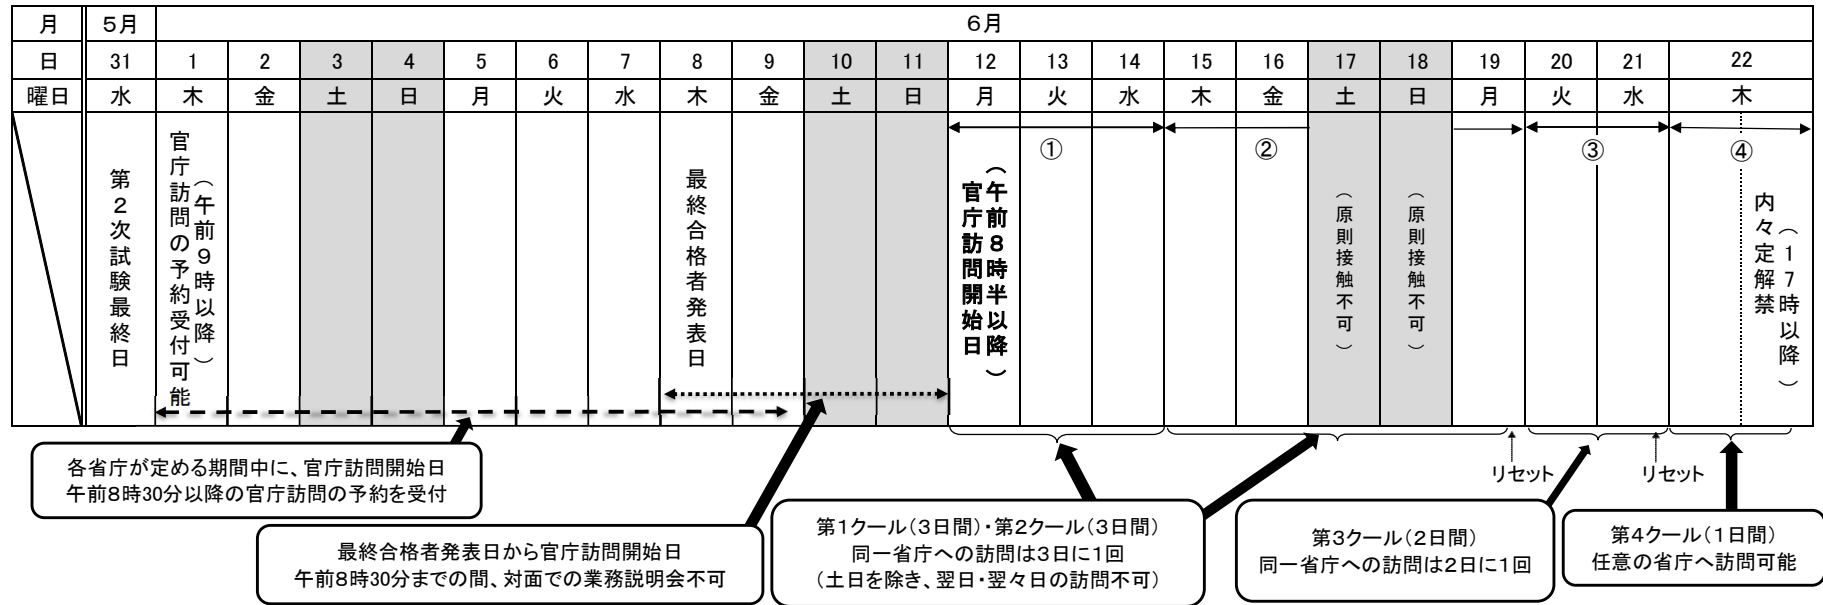 月 5月 6月
日 31 1 2 3 4 5 6 7 8 9 10 11 12 13 14 15 16 17 18 19 20 21 22
曜日 水 木 金 土 日 月 火 水 木 金 土 日 月 火 水 木 金 土 日 月 火 水 木
① ② ③ ④
第2次試験最終日
官庁訪問の予約受付可能
（午前9時以降）
最終合格者発表日
官庁訪問開始日
（午前8時半以降）
（原則接触不可）
（原則接触不可）
内々定解禁
（17時以降）
リセット
リセット
各省庁が定める期間中に、官庁訪問開始日
午前8時30分以降の官庁訪問の予約を受付
最終合格者発表日から官庁訪問開始日
午前8時30分までの間、対面での業務説明会不可
第1クール（3日間）・第2クール（3日間）
同一省庁への訪問は3日に1回
（土日を除き、翌日・翌々日の訪問不可）
第3クール（2日間）
同一省庁への訪問は2日に1回
第4クール（1日間）
任意の省庁へ訪問可能